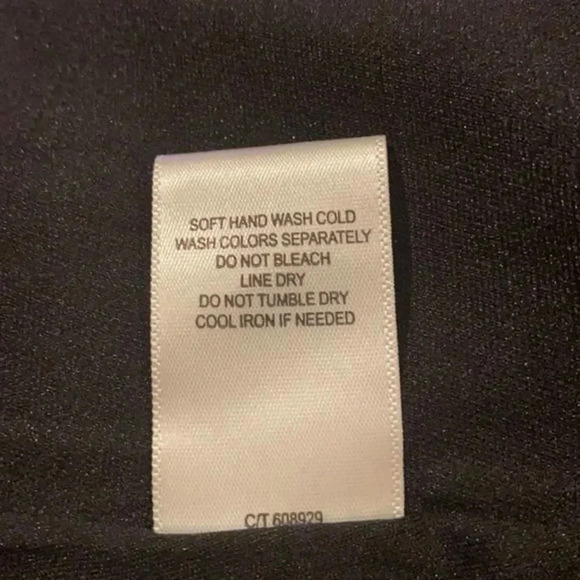 SOFT HAND WASH COLD
WASH COLORS SEPARATELY
DO NOT BLEACH
LINE DRY
DO NOT TUMBLE DRY
COOL IRON IF NEEDED
C/T 608929